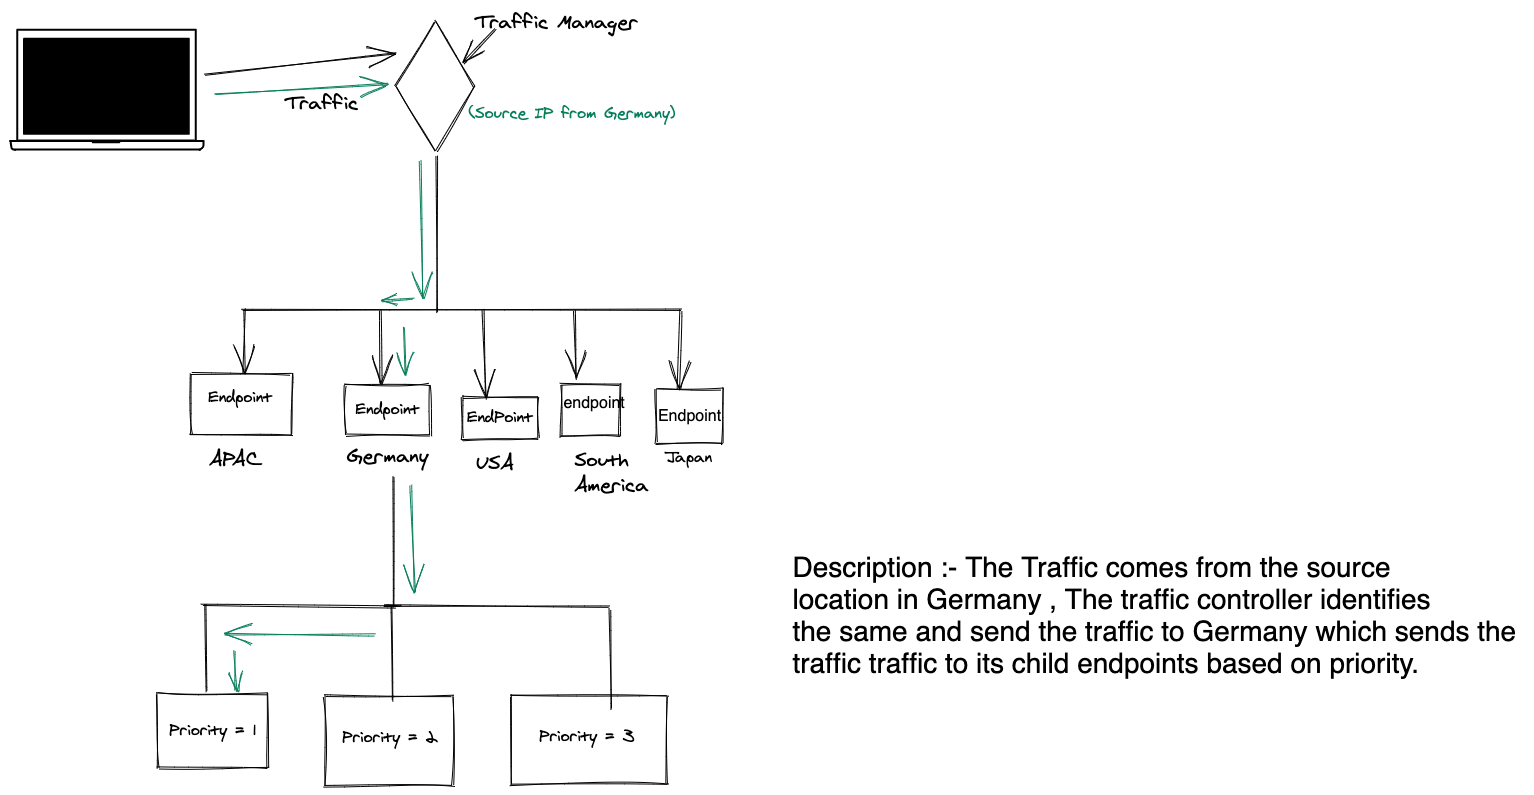 Traffic Manager
Traffic
(Source IP from Germany)
Endpoint
Endpoint
EndPoint
endpoint
Endpoint
APAC
Germany
USA
South
America
Japan
Description :- The Traffic comes from the source
location in Germany , The traffic controller identifies
the same and send the traffic to Germany which sends the
traffic traffic to its child endpoints based on priority.
Priority = 1
Priority = 2
Priority = 3